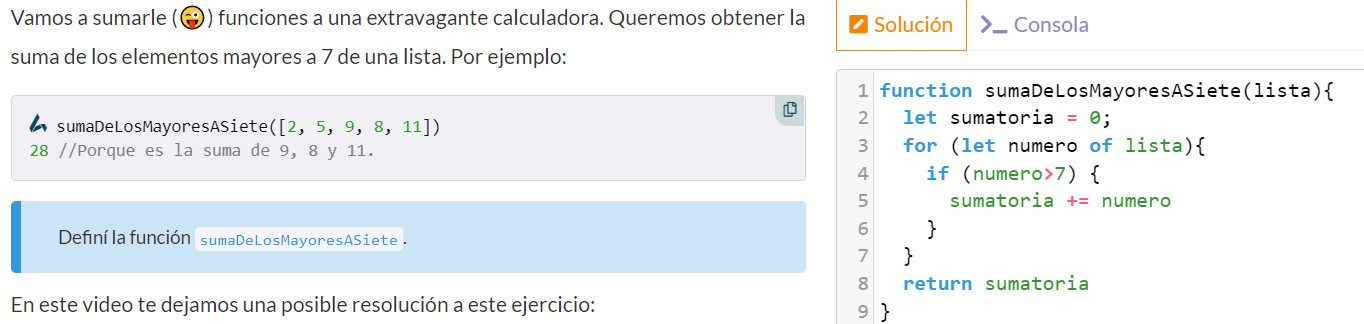 Vamos a sumarle (😜) funciones a una extravagante calculadora. Queremos obtener la
suma de los elementos mayores a 7 de una lista. Por ejemplo:
sumaDeLosMayoresASiete([2, 5, 9, 8, 11])
28 //Porque es la suma de 9, 8 y 11.
Definí la función sumaDeLosMayoresASiete.
En este video te dejamos una posible resolución a este ejercicio:
Solución
Consola
1 function sumaDeLosMayoresASiete(lista){
2 let sumatoria = 0;
3 for (let numero of lista){
4 if (numero>7) {
5 sumatoria += numero
6 }
7 }
8 return sumatoria
9 }